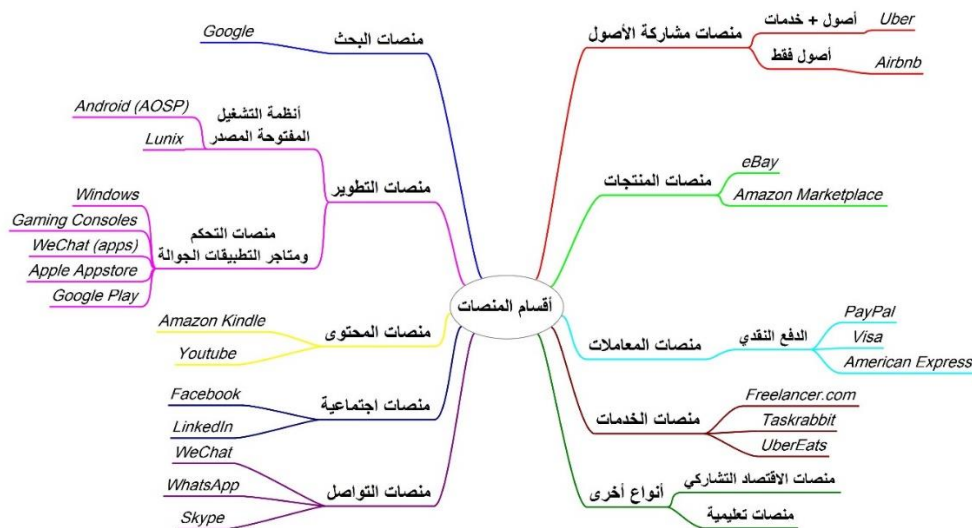 أقسام المنصات
منصات مشاركة الأصول
أصول + خدمات
Uber
أصول فقط
Airbnb
منصات المنتجات
eBay
Amazon Marketplace
منصات المعاملات
الدفع النقدي
PayPal
Visa
American Express
منصات الخدمات
Freelancer.com
Taskrabbit
UberEats
أنواع أخرى
منصات الاقتصاد التشاركي
منصات تعليمية
منصات البحث
Google
منصات التطوير
أنظمة التشغيل
المفتوحة المصدر
Android (AOSP)
Lunix
منصات التحكم
ومتاجر التطبيقات الجوالة
Windows
Gaming Consoles
WeChat (apps)
Apple Appstore
Google Play
منصات المحتوى
Amazon Kindle
Youtube
منصات اجتماعية
Facebook
LinkedIn
منصات التواصل
WeChat
WhatsApp
Skype